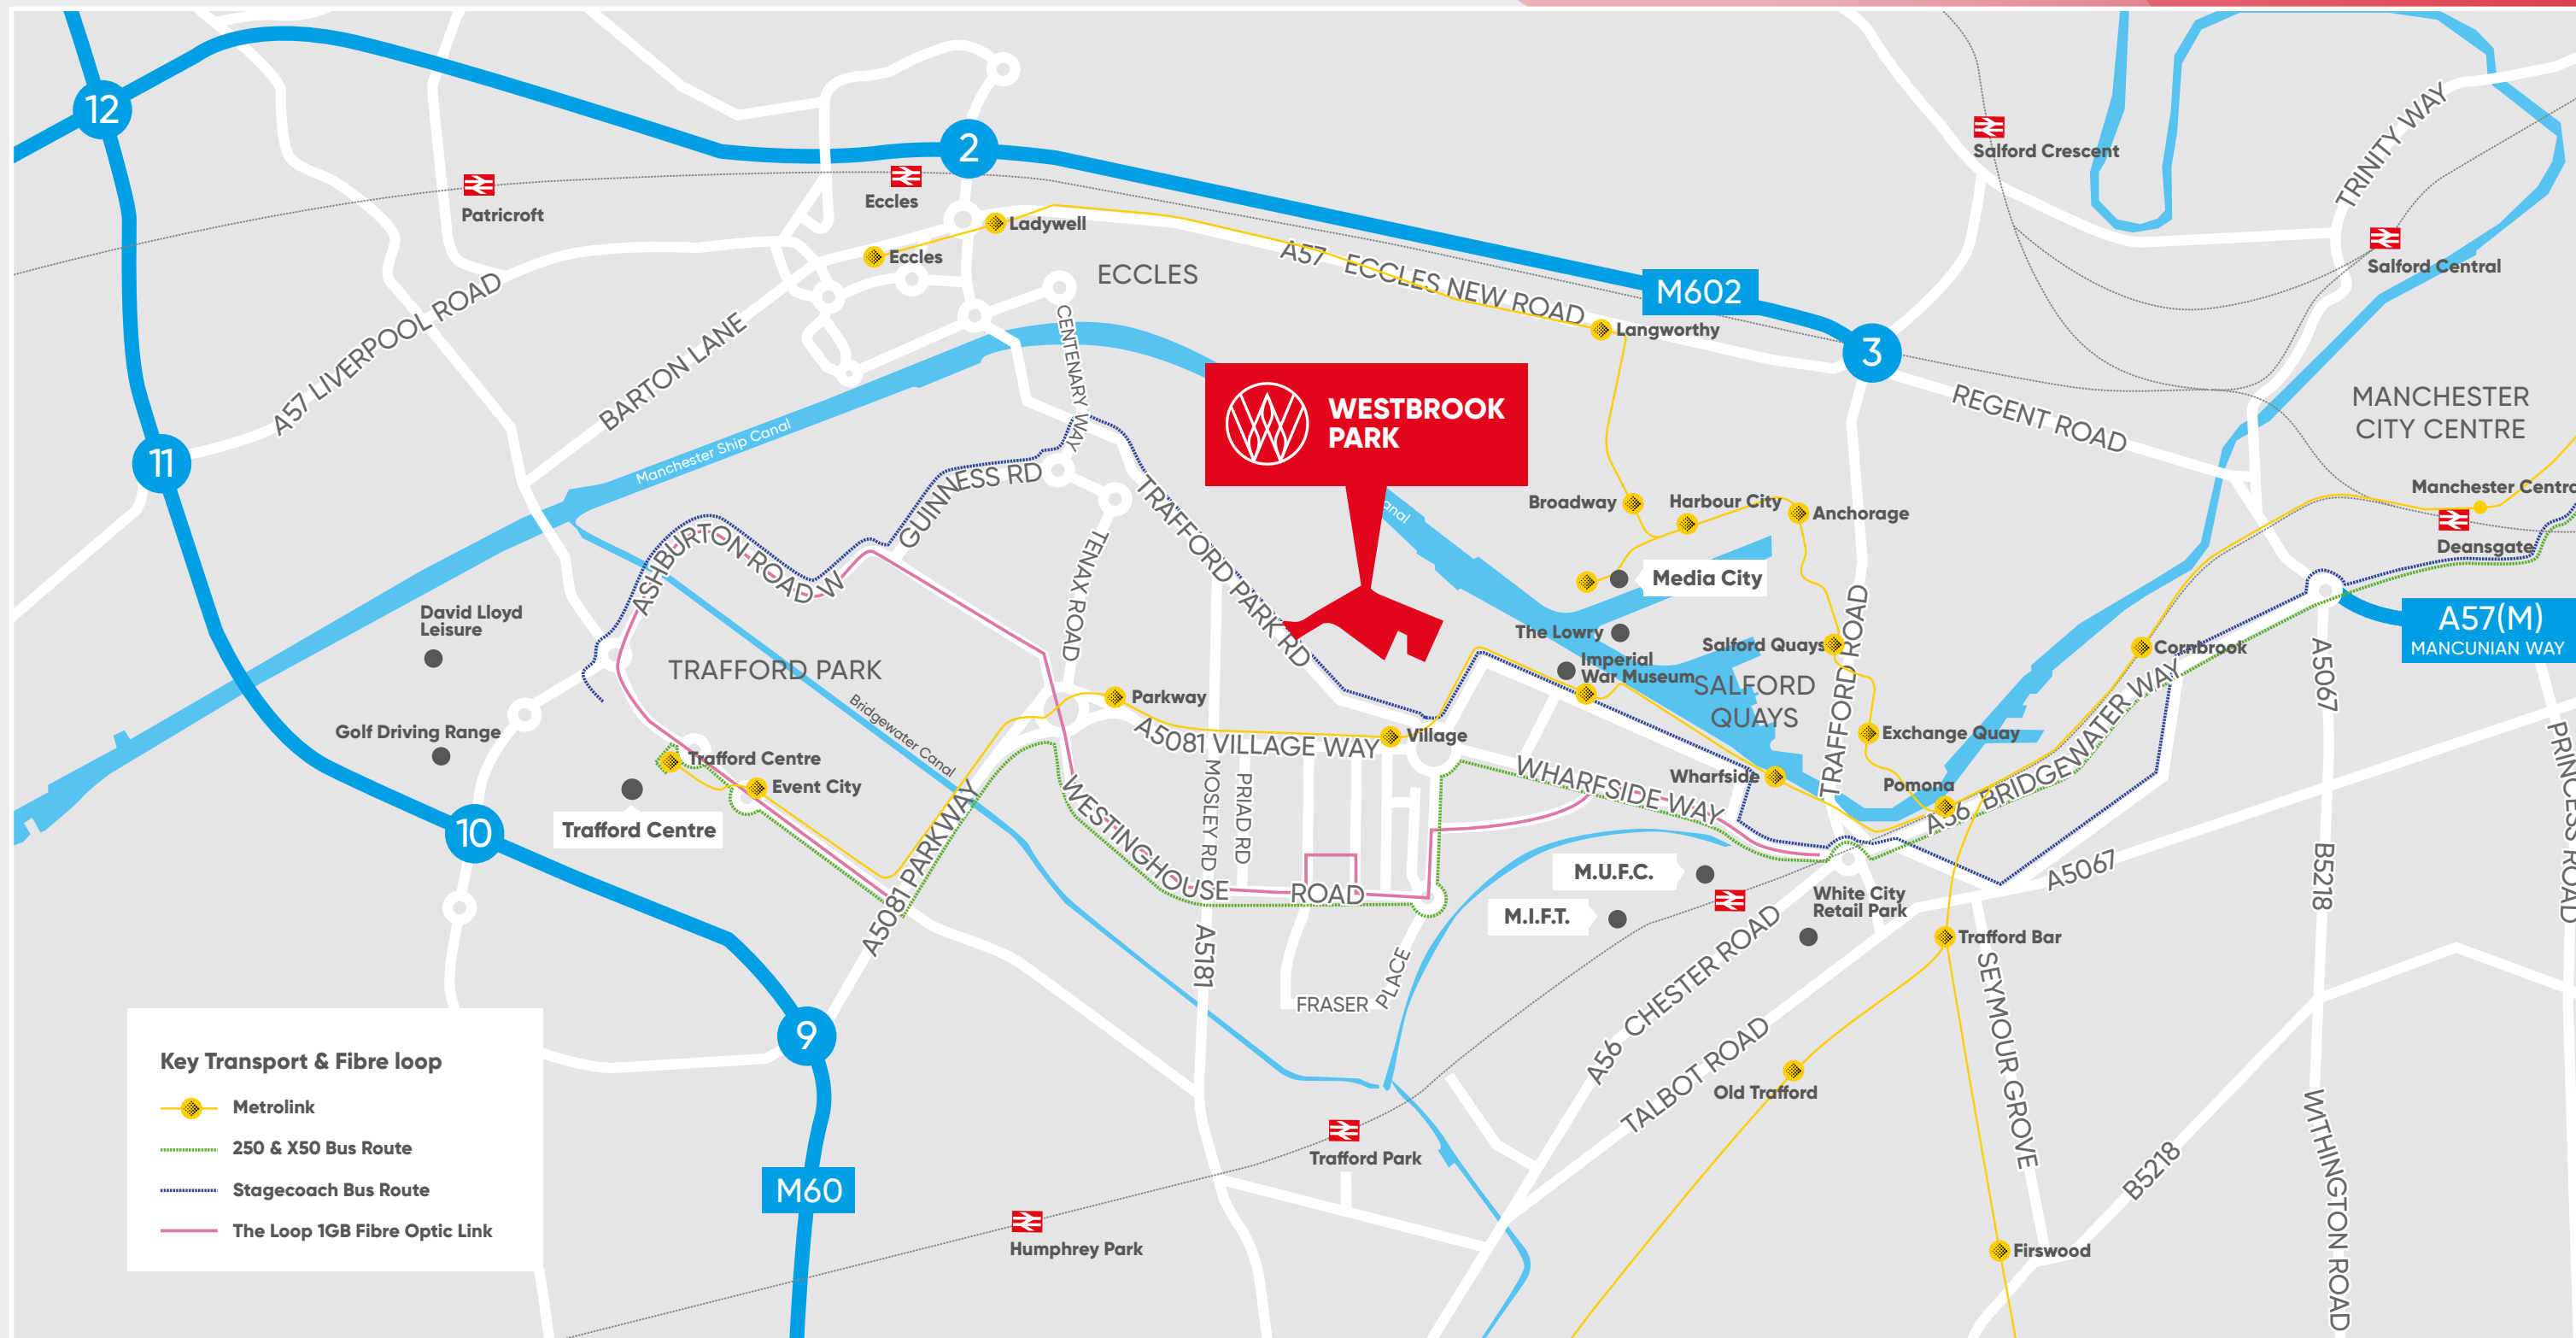 12
2
Salford Crescent
TRINITY WAY
Patricroft
Eccles
Ladywell
Eccles
ECCLES
A57 ECCLES NEW ROAD
M602
Salford Central
Langworthy
3
A57 LIVERPOOL ROAD
BARTON LANE
CENTENARY WAY
WESTBROOK
PARK
REGENT ROAD
MANCHESTER
CITY CENTRE
11
Manchester Ship Canal
GUINNESS RD
TRAFFORD PARK RD
anal
Broadway
Harbour City
Anchorage
Manchester Centra
Deansgate
ASHBURTON ROAD W
TENAX ROAD
Media City
David Lloyd
Leisure
The Lowry
Salford Quays
TRAFFORD ROAD
Cornbrook
A57(M)
MANCUNIAN WAY
TRAFFORD PARK
Imperial
War Museum
SALFORD
QUAYS
A5067
Parkway
Bridgewater Canal
A5081 VILLAGE WAY
Village
Exchange Quay
A56 BRIDGEWATER WAY
PRINCESS ROAD
Golf Driving Range
Trafford Centre
Event City
WHARFSIDE WAY
Wharfside
Pomona
MOSLEY RD
PRIAD RD
Trafford Centre
10
A5081 PARKWAY
WESTINGHOUSE
ROAD
M.U.F.C.
M.I.F.T.
White City
Retail Park
A5067
B5218
Trafford Bar
A5181
FRASER
PLACE
A56 CHESTER ROAD
SEYMOUR GROVE
9
TALBOT ROAD
Old Trafford
Key Transport & Fibre loop
Metrolink
250 & X50 Bus Route
Stagecoach Bus Route
The Loop 1GB Fibre Optic Link
M60
Trafford Park
Humphrey Park
B5218
WITHINGTON ROAD
Firswood